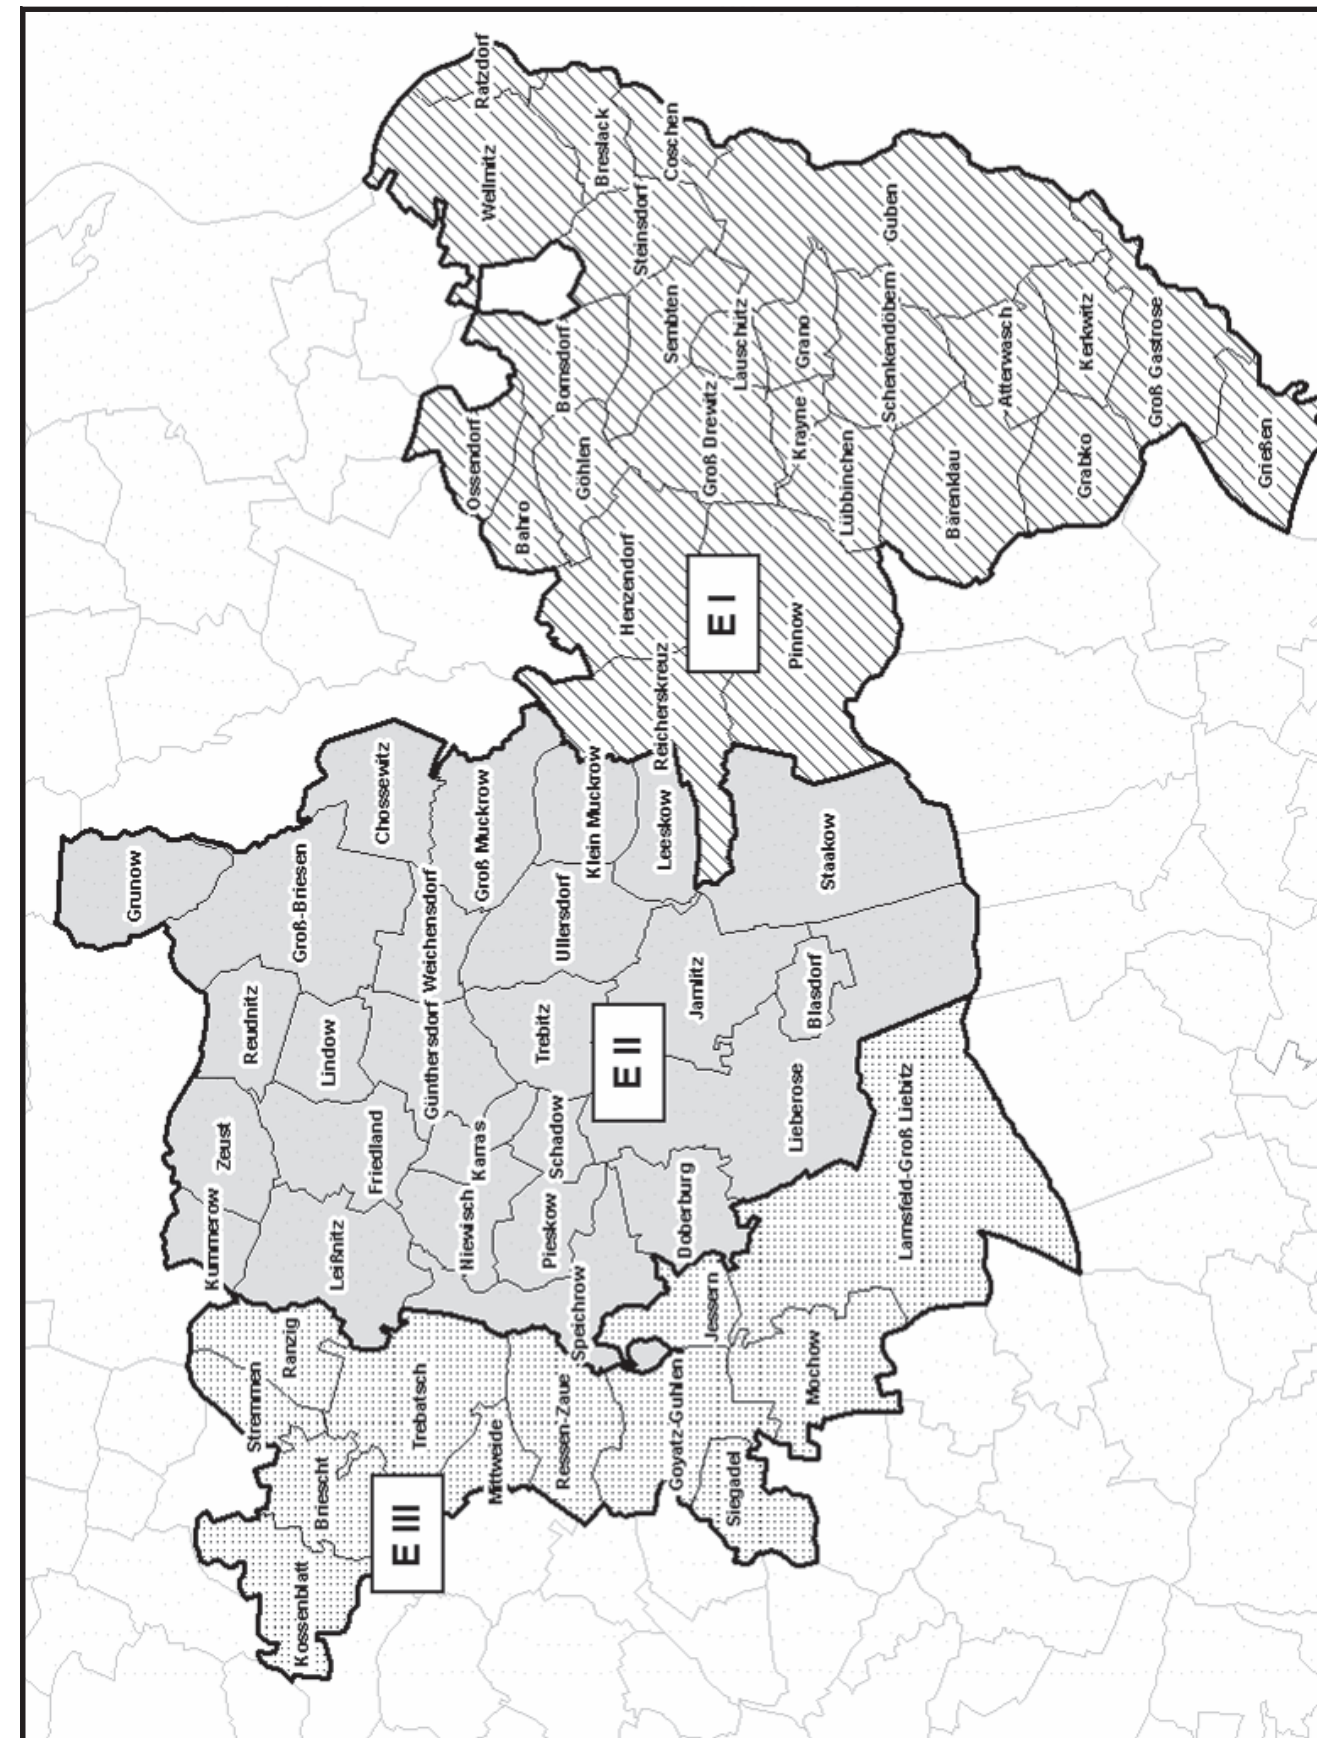 Kossenblatt
Briescht
Stremmen
Ranzig
E III
Trebatsch
Mittweide
Ressen-Zaue
Goyatz-Guhlen
Siegadel
Jessern
Mochow
Lamsfeld-Groß Liebitz
Kummerow
Zeust
Leißnitz
Friedland
Niewisch
Karras
Pieskow
Schadow
Speichrow
Doberburg
Lieberose
Reudnitz
Lindow
Günthersdorf
Trebitz
E II
Jamlitz
Blasdorf
Grunow
Groß-Briesen
Chossewitz
Weichensdorf
Groß Muckrow
Ullersdorf
Klein Muckrow
Leeskow
Staakow
Reicherskreuz
Henzendorf
E I
Pinnow
Ossendorf
Bahro
Göhlen
Bomsdorf
Groß Drewitz
Krayne
Lübbinchen
Bärenklau
Grabko
Sembten
Lauschütz
Grano
Schenkendöbern
Atterwasch
Kerkwitz
Groß Gastrose
Grießen
Ratzdorf
Wellmitz
Breslack
Coschen
Steinsdorf
Guben